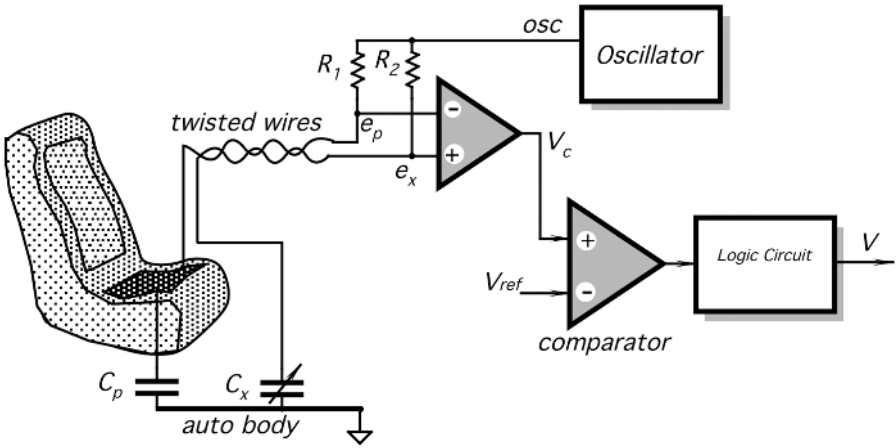 osc
Oscillator
R1
R2
-
twisted wires
ep
+
ex
Vc
+
Logic Circuit
V
Vref
-
comparator
Cp
Cx
auto body